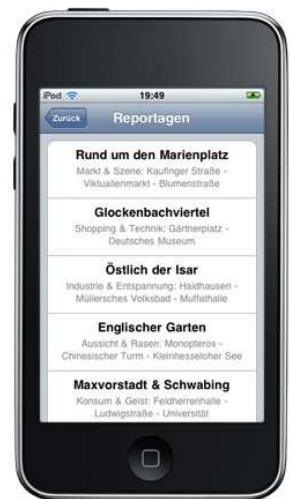 iPod 19:49
Zurück Reportagen
Rund um den Marienplatz
Markt & Szene: Kaufinger Straße -
Viktualienmarkt - Blumenstraße
Glockenbachviertel
Shopping & Technik: Gärtnerplatz -
Deutsches Museum
Östlich der Isar
Industrie & Entspannung: Haidhausen -
Müllersches Volksbad - Muffathalle
Englischer Garten
Aussicht & Rasen: Monopteros -
Chinesischer Turm - Kleinhesseloher See
Maxvorstadt & Schwabing
Konsum & Geist: Feldherrenhalle -
Ludwigstraße - Universität